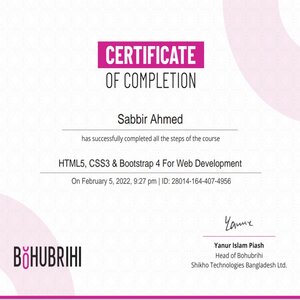 CERTIFICATE
OF COMPLETION
Sabbir Ahmed
has successfully completed all the steps of the course
HTML5, CSS3 & Bootstrap 4 For Web Development
On February 5, 2022, 9:27 pm | ID: 28014-164-407-4956
Yanur Islam Piash
Head of Bohubrihi
Shikho Technologies Bangladesh Ltd.
BOHUBRIHI